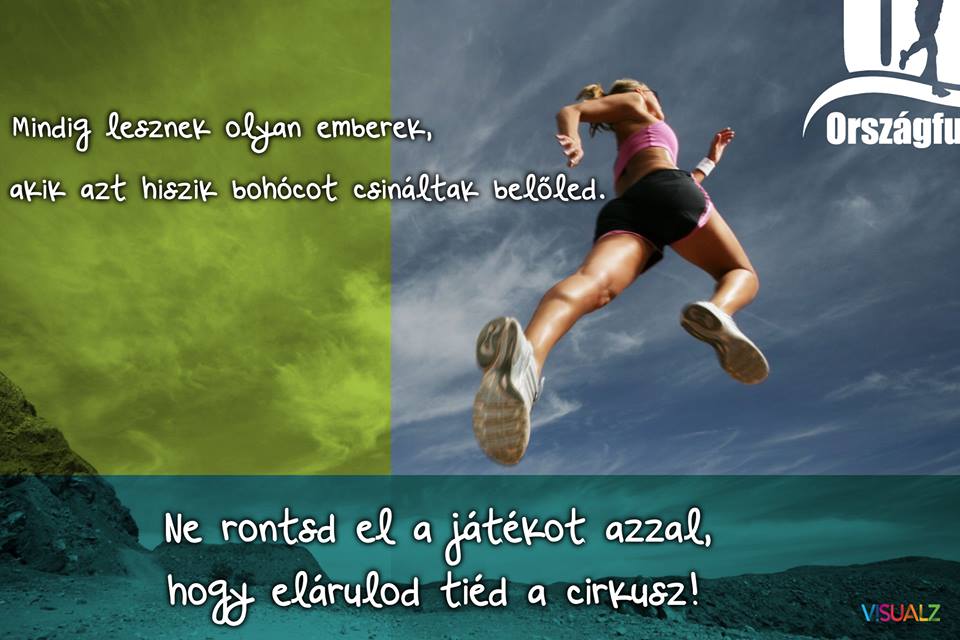 Országfu
Mindig lesznek olyan emberek,
akik azt hiszik bohócot csináltak belőled.
Ne rontsd el a játékot azzal,
hogy elárulod tiéd a cirkusz!
VISUALZ